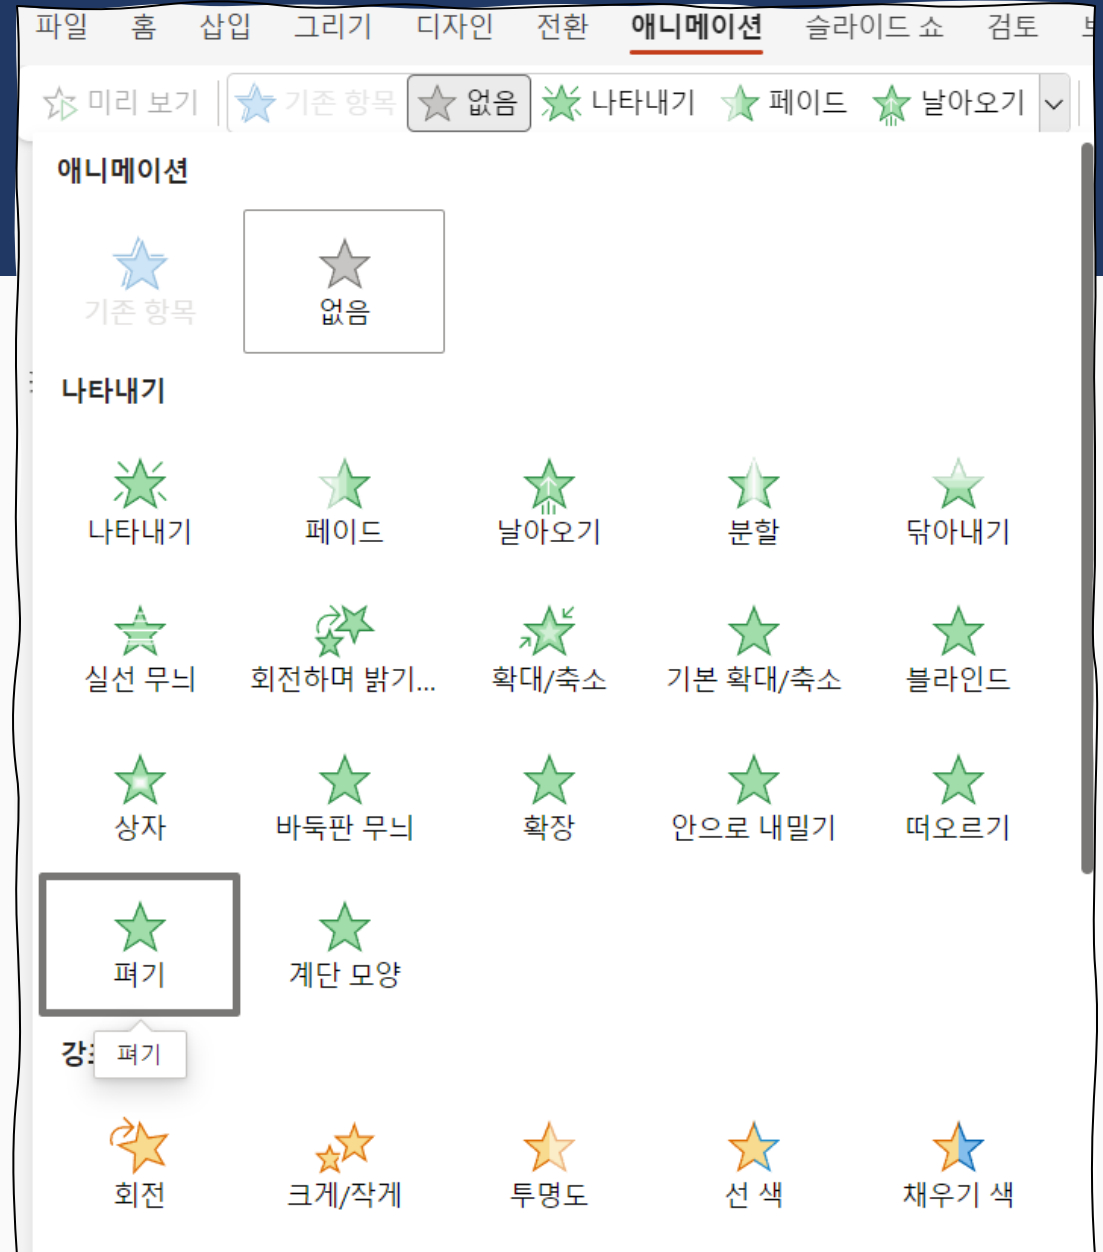 파일 홈 삽입 그리기 디자인 전환 애니메이션 슬라이드 쇼 검토
미리 보기 기존 항목 없음 나타내기 페이드 날아오기
애니메이션
기존 항목 없음
나타내기
나타내기 페이드 날아오기 분할 닦아내기
실선 무늬 회전하며 밝기... 확대/축소 기본 확대/축소 블라인드
상자 바둑판 무늬 확장 안으로 내밀기 떠오르기
펴기 계단 모양
펴기
회전 크게/작게 투명도 선 색 채우기 색